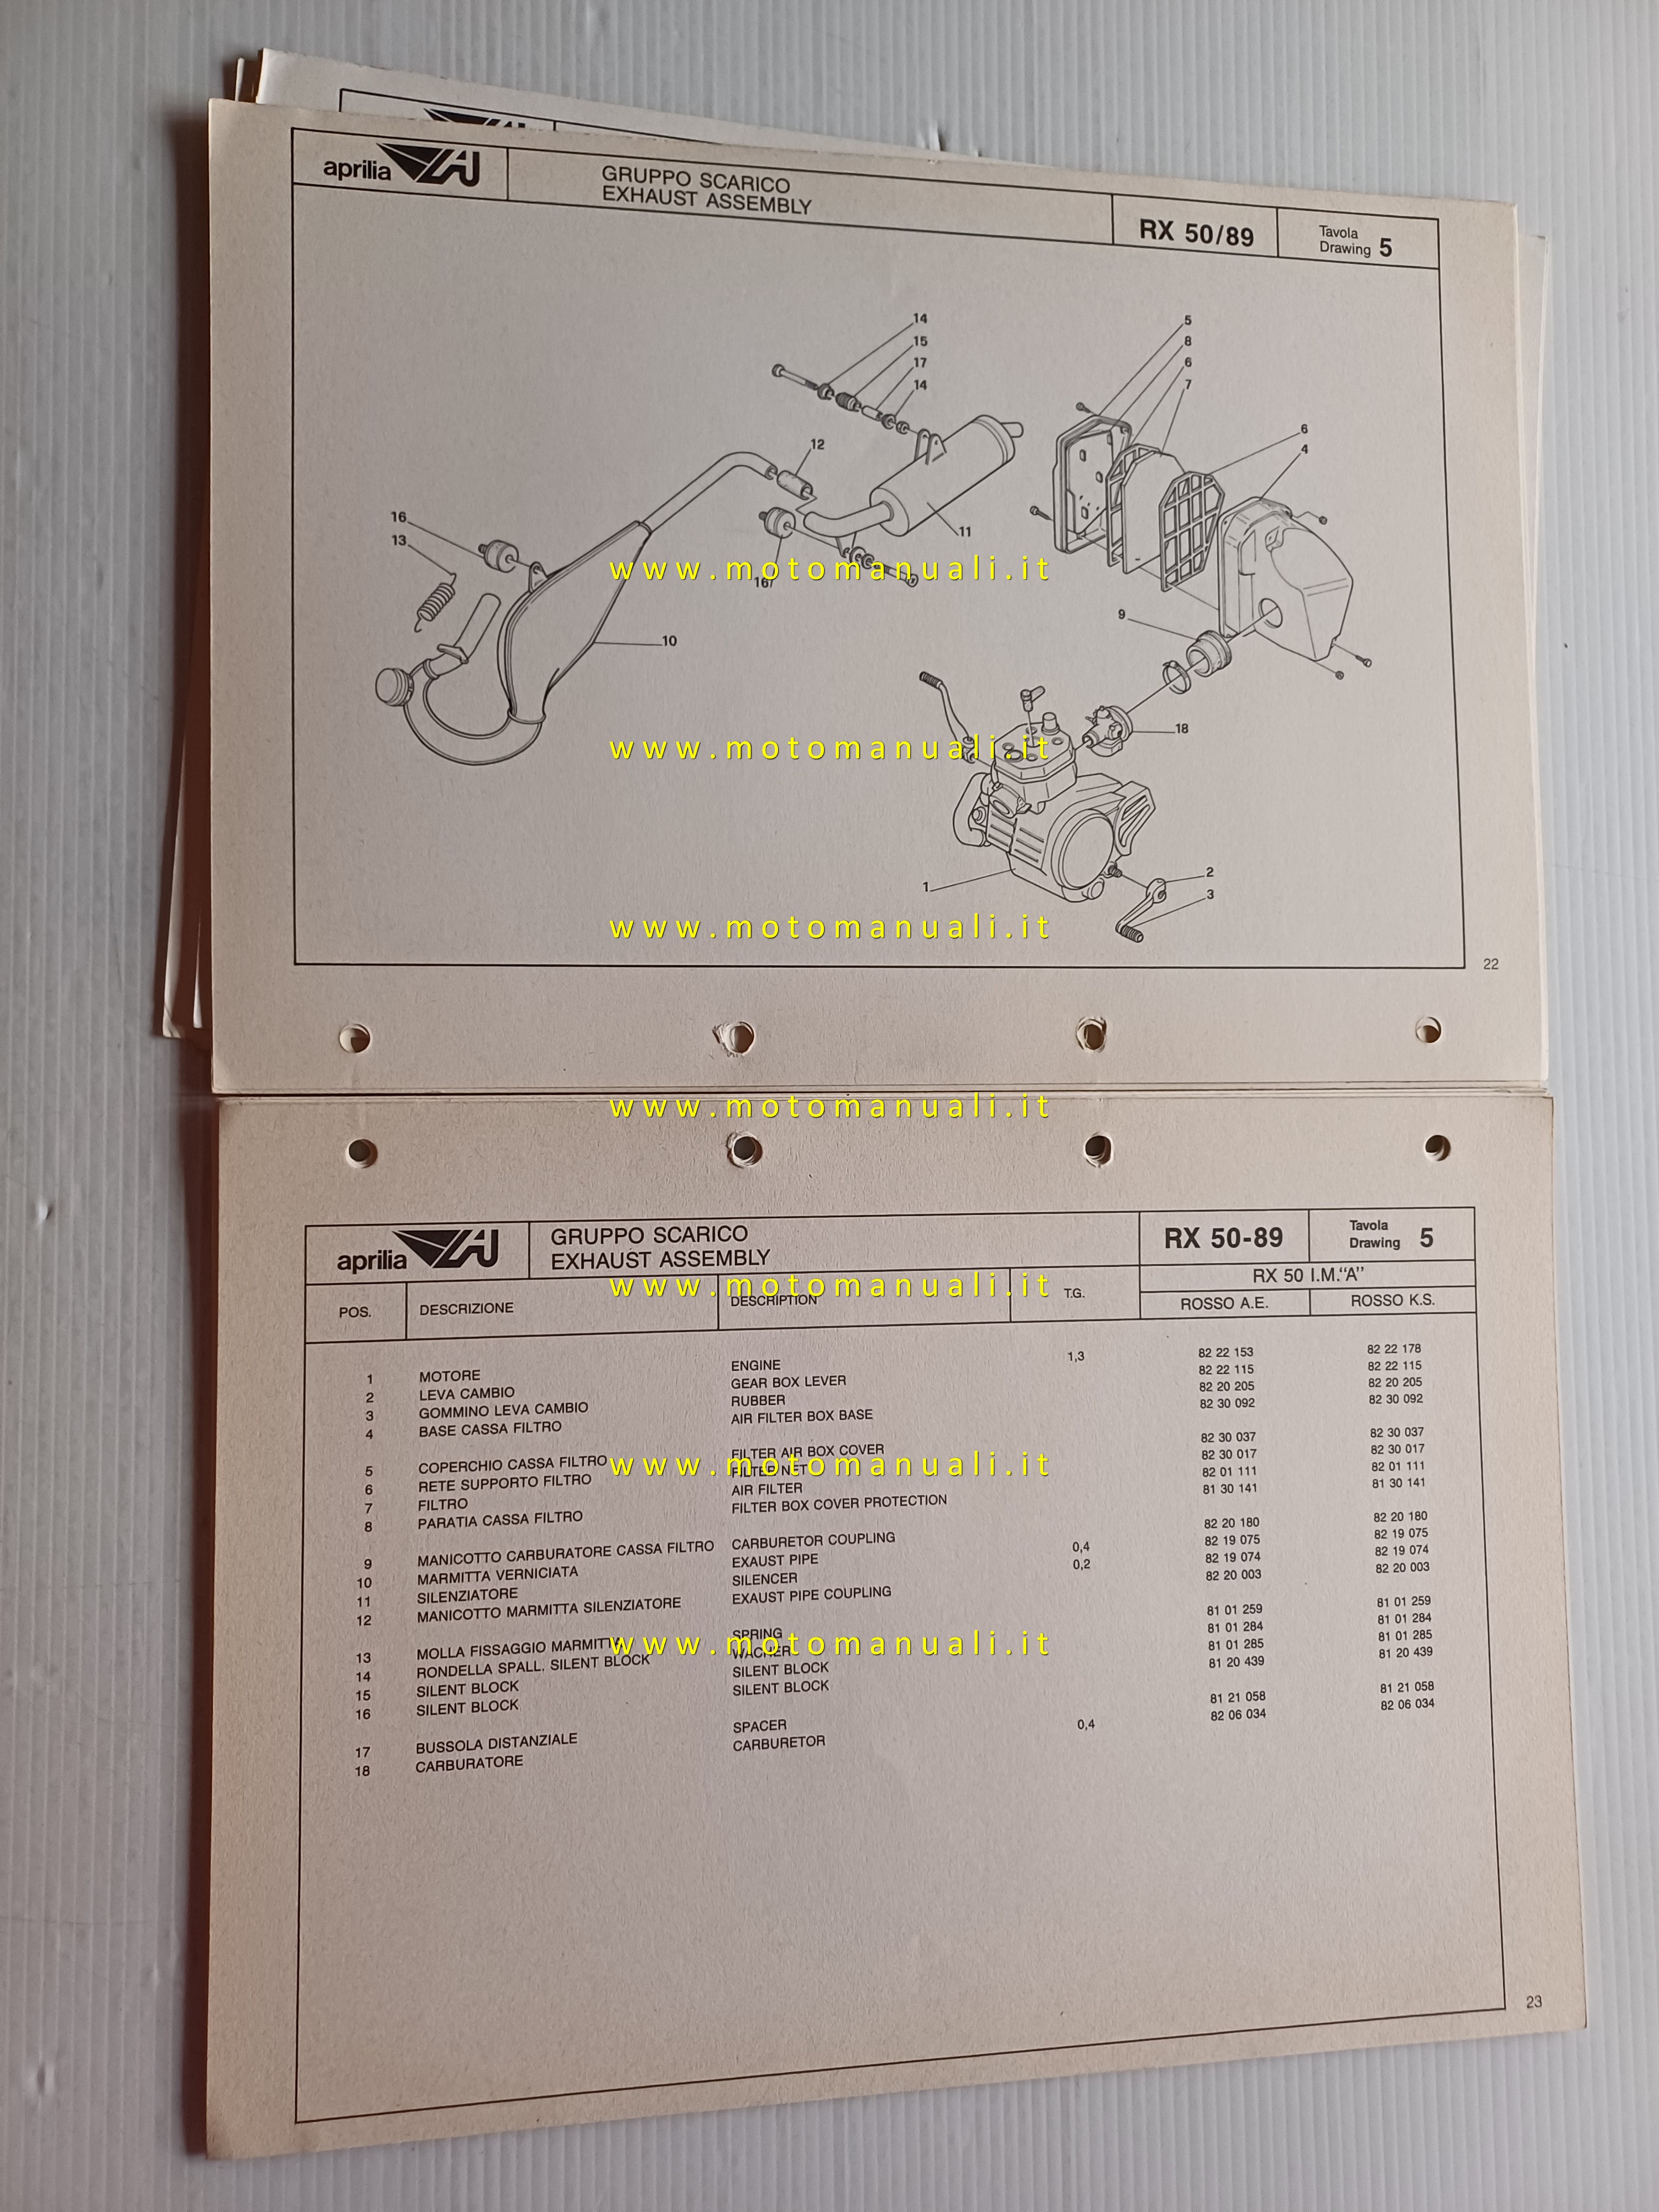 aprilia
GRUPPO SCARICO
EXHAUST ASSEMBLY
RX 50/89
Tavola
Drawing 5
14
15
17
14
5
8
6
7
6
4
12
16
13
11
16
10
9
18
1
2
3
22
www.motomanuali.it
www.motomanuali.it
www.motomanuali.it
www.motomanuali.it
www.motomanuali.it
www.motomanuali.it
www.motomanuali.it
aprilia
GRUPPO SCARICO
EXHAUST ASSEMBLY
RX 50-89
Tavola
Drawing 5
POS. DESCRIZIONE DESCRIPTION T.G. RX 50 I.M.“A”
ROSSO A.E. ROSSO K.S.
1 MOTORE ENGINE 1,3 82 22 153 82 22 178
2 LEVA CAMBIO GEAR BOX LEVER 82 22 115 82 22 115
3 GOMMINO LEVA CAMBIO RUBBER 82 20 205 82 20 205
4 BASE CASSA FILTRO AIR FILTER BOX BASE 82 30 092 82 30 092
5 COPERCHIO CASSA FILTRO FILTER AIR BOX COVER 82 30 037 82 30 037
6 RETE SUPPORTO FILTRO FILTER NET 82 30 017 82 30 017
7 FILTRO AIR FILTER 82 01 111 82 01 111
8 PARATIA CASSA FILTRO FILTER BOX COVER PROTECTION 81 30 141 81 30 141
9 MANICOTTO CARBURATORE CASSA FILTRO CARBURETOR COUPLING 82 20 180 82 20 180
10 MARMITTA VERNICIATA EXAUST PIPE 0,4 82 19 075 82 19 075
11 SILENZIATORE SILENCER 0,2 82 19 074 82 19 074
12 MANICOTTO MARMITTA SILENZIATORE EXAUST PIPE COUPLING 82 20 003 82 20 003
13 MOLLA FISSAGGIO MARMITTA SPRING 81 01 259 81 01 259
14 RONDELLA SPALL. SILENT BLOCK WACHER 81 01 284 81 01 284
15 SILENT BLOCK SILENT BLOCK 81 01 285 81 01 285
16 SILENT BLOCK SILENT BLOCK 81 20 439 81 20 439
17 BUSSOLA DISTANZIALE SPACER 81 21 058 81 21 058
18 CARBURATORE CARBURETOR 0,4 82 06 034 82 06 034
23